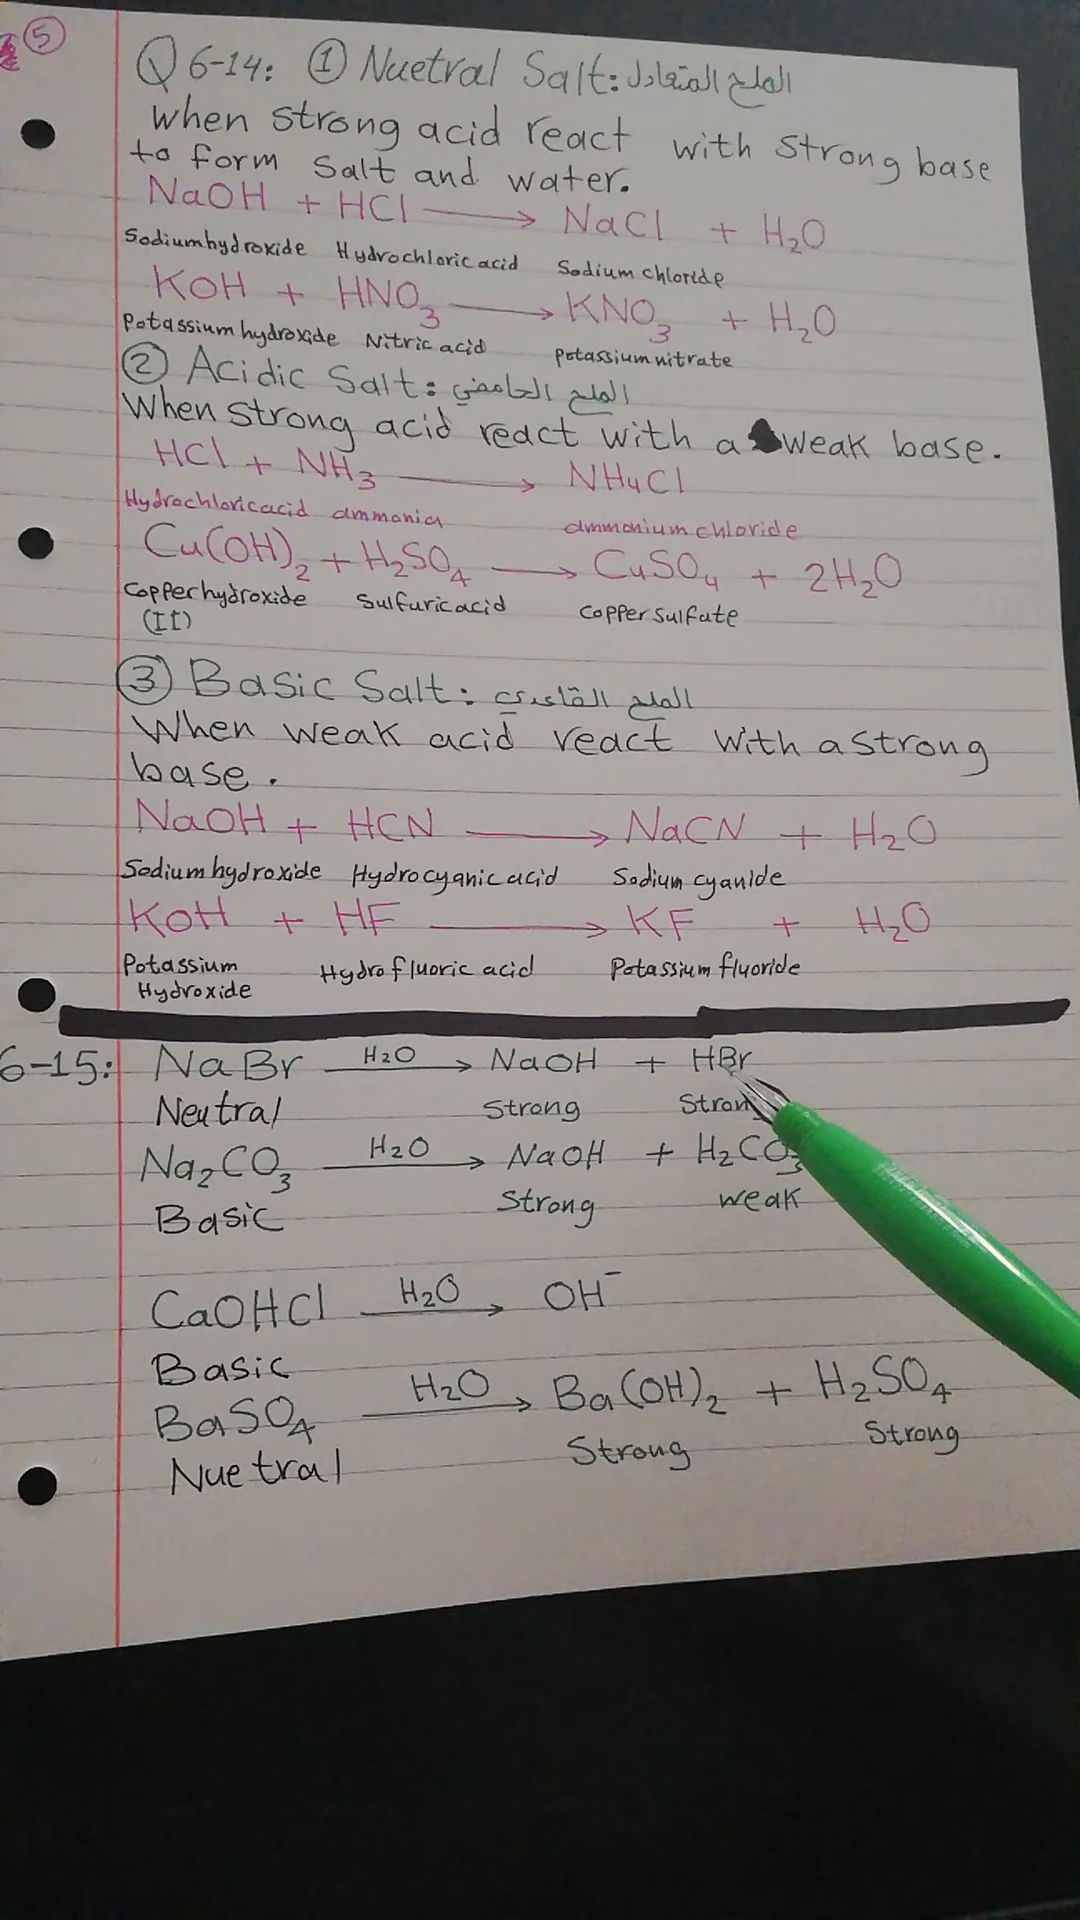 5
Q 6-14: ① Nuetral Salt: الملح المتعادل
when strong acid react with strong base
to form salt and water.
NaOH + HCl → NaCl + H₂O
Sodium hydroxide Hydrochloric acid Sodium chloride
KOH + HNO₃ → KNO₃ + H₂O
Potassium hydroxide Nitric acid potassium nitrate
② Acidic Salt: الملح الحامضي
When strong acid react with a weak base.
HCl + NH₃ → NH₄Cl
Hydrochloric acid ammonia ammonium chloride
Cu(OH)₂ + H₂SO₄ → CuSO₄ + 2H₂O
Copper hydroxide Sulfuric acid Copper sulfate
(II)
③ Basic Salt: الملح القاعدي
When weak acid react with a strong
base.
NaOH + HCN → NaCN + H₂O
Sodium hydroxide Hydrocyanic acid Sodium cyanide
KOH + HF → KF + H₂O
Potassium Hydrofluoric acid Potassium fluoride
Hydroxide
6-15: NaBr H₂O → NaOH + HBr
Neutral Strong Stron
Na₂CO₃ H₂O → NaOH + H₂CO₃
Basic Strong weak
CaOHCl H₂O → OH⁻
Basic
BaSO₄ H₂O → Ba(OH)₂ + H₂SO₄
Nuetral Strong Strong